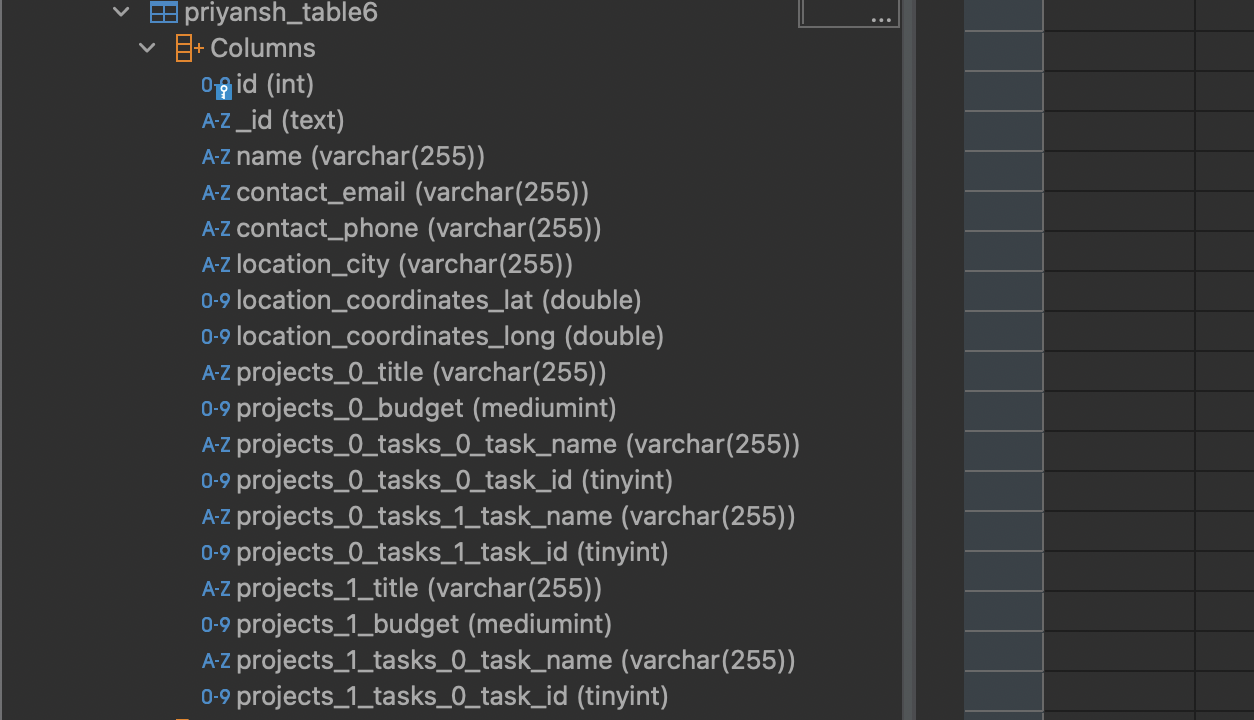 priyansh_table6
...
Columns
0-9 id (int)
A-Z _id (text)
A-Z name (varchar(255))
A-Z contact_email (varchar(255))
A-Z contact_phone (varchar(255))
A-Z location_city (varchar(255))
0-9 location_coordinates_lat (double)
0-9 location_coordinates_long (double)
A-Z projects_0_title (varchar(255))
0-9 projects_0_budget (mediumint)
A-Z projects_0_tasks_0_task_name (varchar(255))
0-9 projects_0_tasks_0_task_id (tinyint)
A-Z projects_0_tasks_1_task_name (varchar(255))
0-9 projects_0_tasks_1_task_id (tinyint)
A-Z projects_1_title (varchar(255))
0-9 projects_1_budget (mediumint)
A-Z projects_1_tasks_0_task_name (varchar(255))
0-9 projects_1_tasks_0_task_id (tinyint)